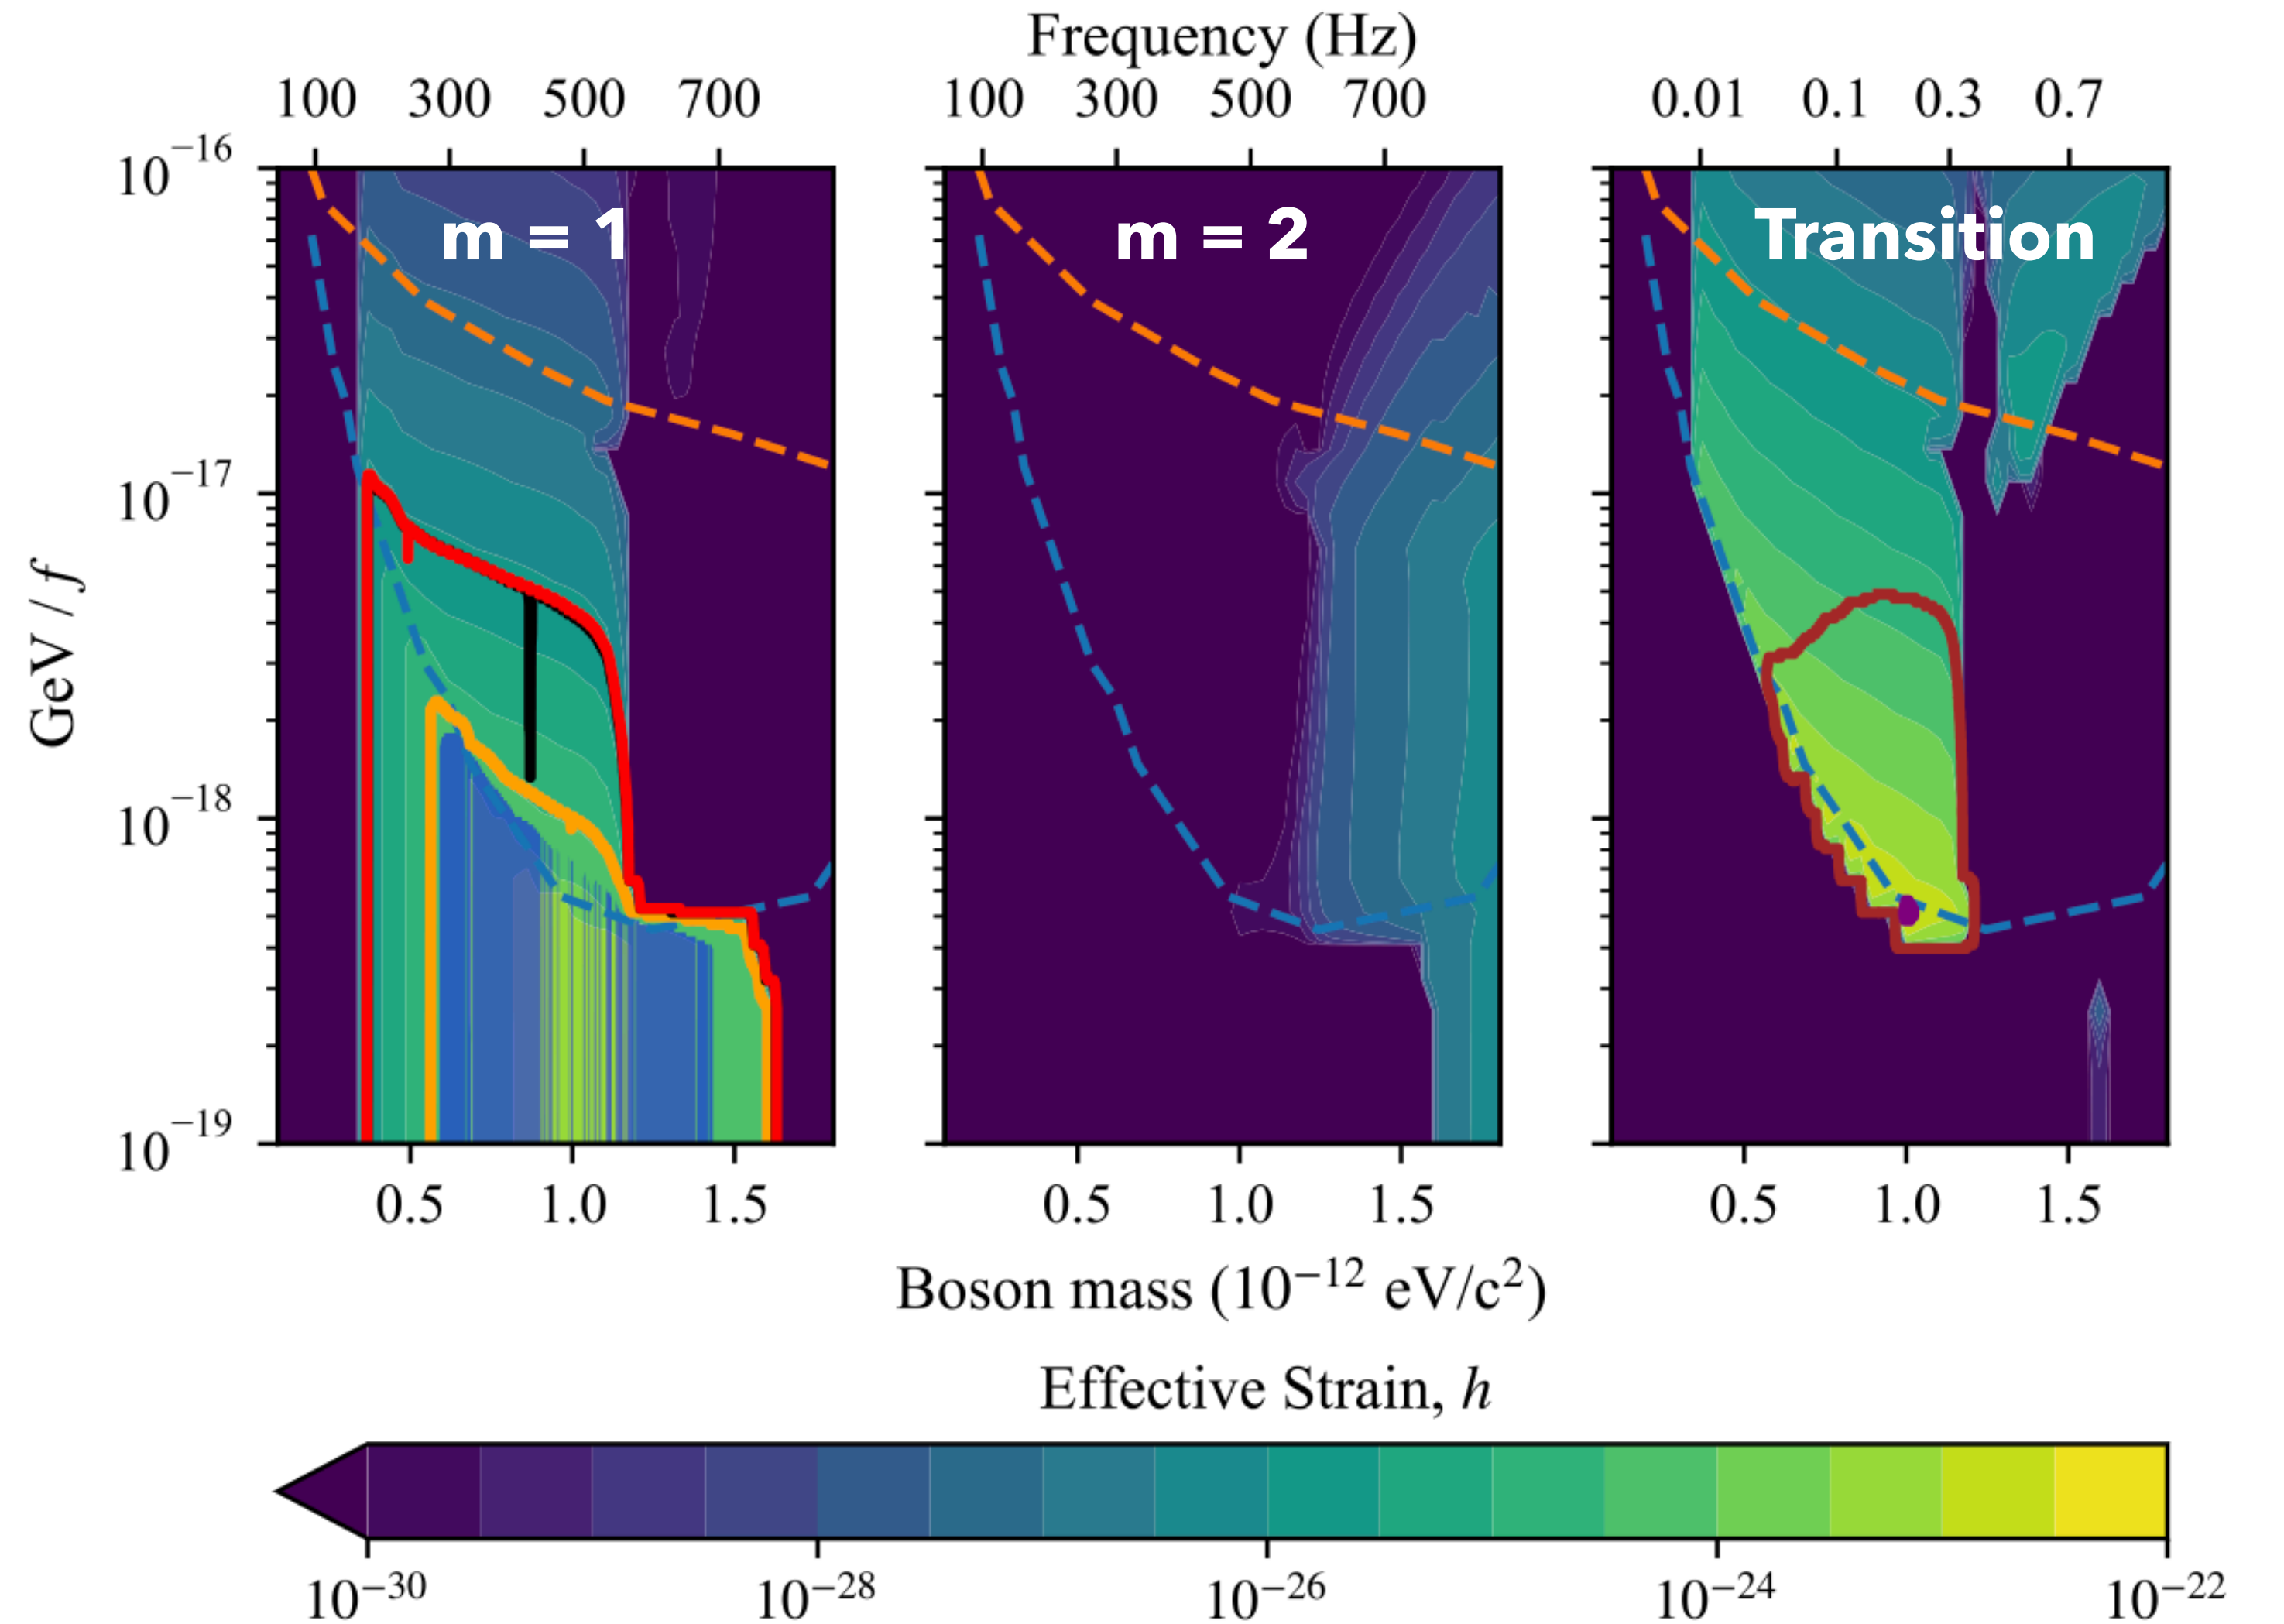 Frequency (Hz)
100 300 500 700
100 300 500 700
0.01 0.1 0.3 0.7
m = 1
m = 2
Transition
GeV / f
10⁻¹⁶
10⁻¹⁷
10⁻¹⁸
10⁻¹⁹
0.5 1.0 1.5
0.5 1.0 1.5
0.5 1.0 1.5
Boson mass (10⁻¹² eV/c²)
Effective Strain, h
10⁻³⁰ 10⁻²⁸ 10⁻²⁶ 10⁻²⁴ 10⁻²²